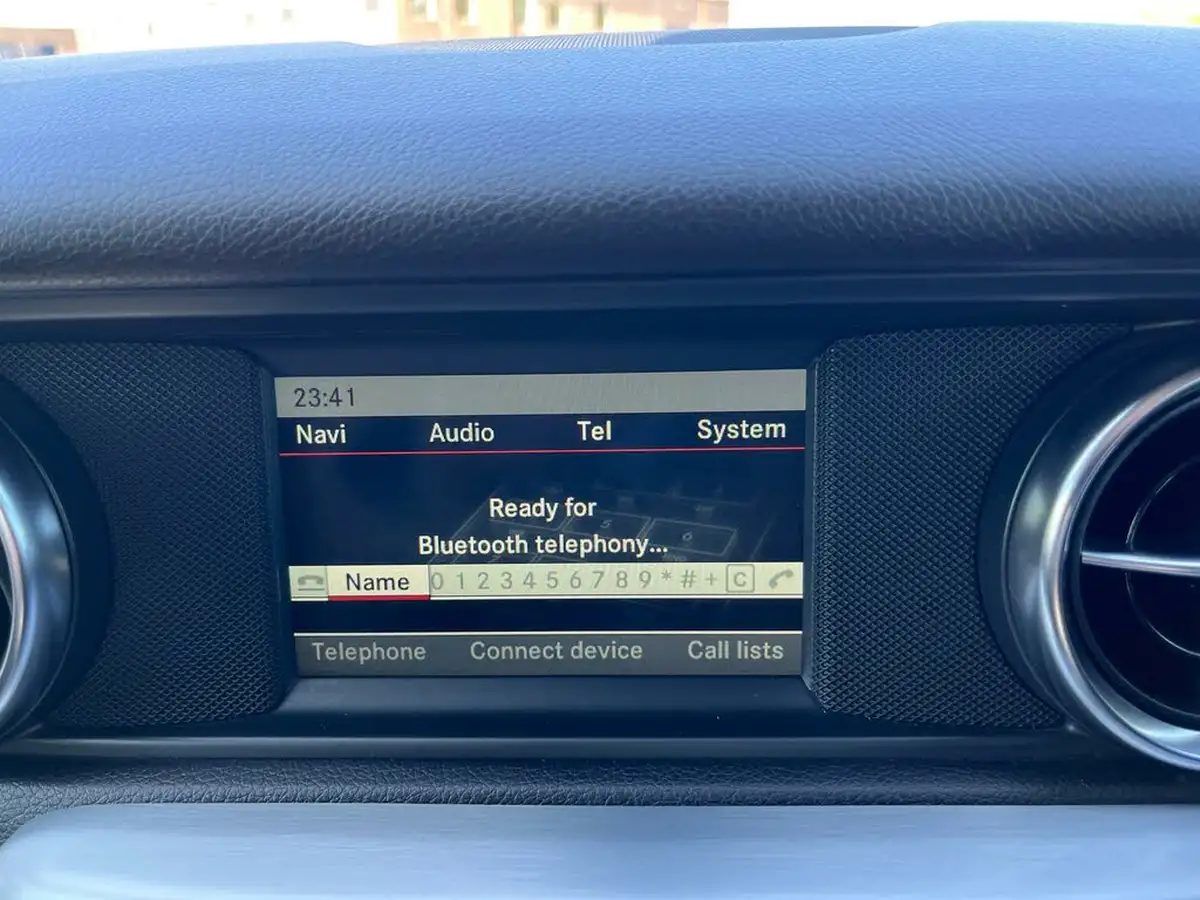 23:41
Navi Audio Tel System
Ready for
Bluetooth telephony...
Name 0 1 2 3 4 5 6 7 8 9 * # + C
Telephone Connect device Call lists